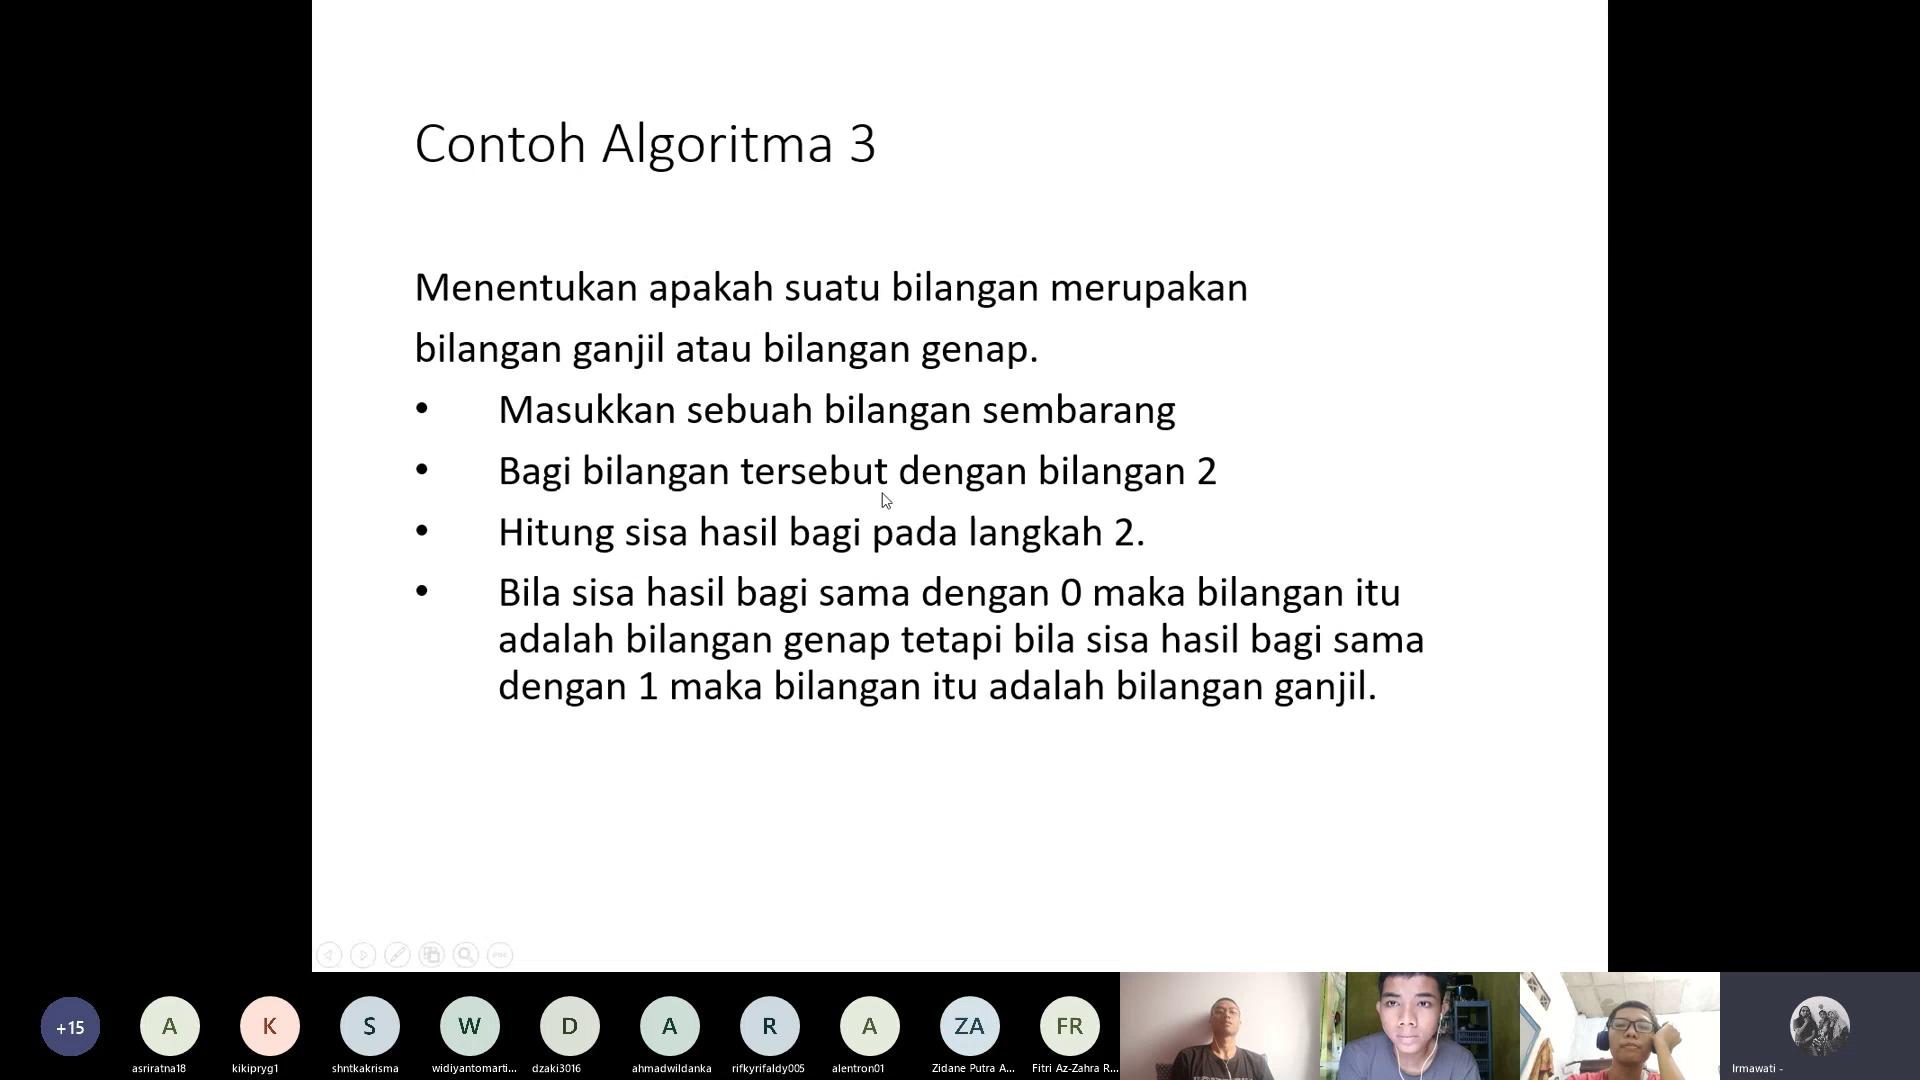 Contoh Algoritma 3
Menentukan apakah suatu bilangan merupakan
bilangan ganjil atau bilangan genap.
• Masukkan sebuah bilangan sembarang
• Bagi bilangan tersebut dengan bilangan 2
• Hitung sisa hasil bagi pada langkah 2.
• Bila sisa hasil bagi sama dengan 0 maka bilangan itu
adalah bilangan genap tetapi bila sisa hasil bagi sama
dengan 1 maka bilangan itu adalah bilangan ganjil.
+15
A
K
S
W
D
A
R
A
ZA
FR
asriratna18
kikipryg1
shntkakrisma
widiyantomarti...
dzaki3016
ahmadwildanka
rifkyrifaldy005
alentron01
Zidane Putra A...
Fitri Az-Zahra R...
Irmawati -